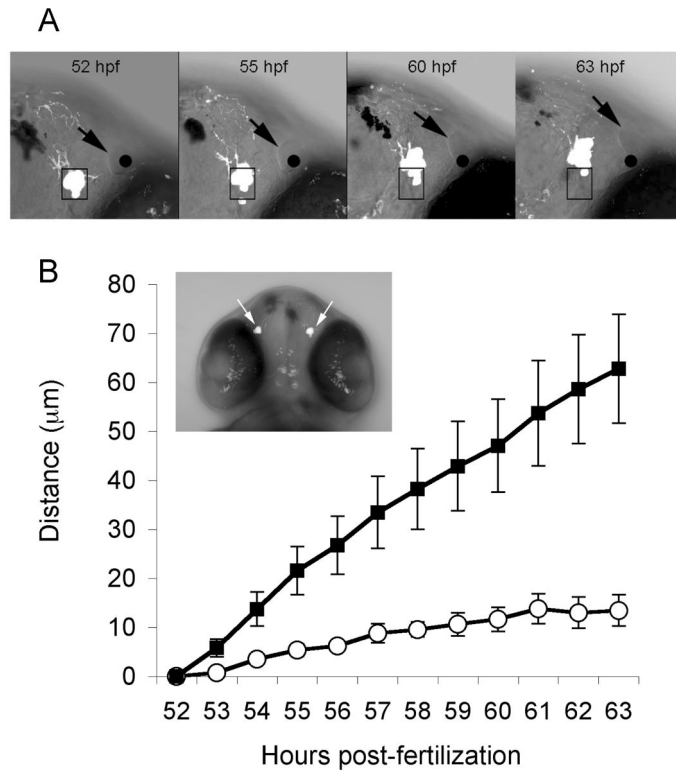 A
52 hpf 55 hpf 60 hpf 63 hpf
B
80
70
60
50
40
30
20
10
0
Distance (μm)
52 53 54 55 56 57 58 59 60 61 62 63
Hours post-fertilization